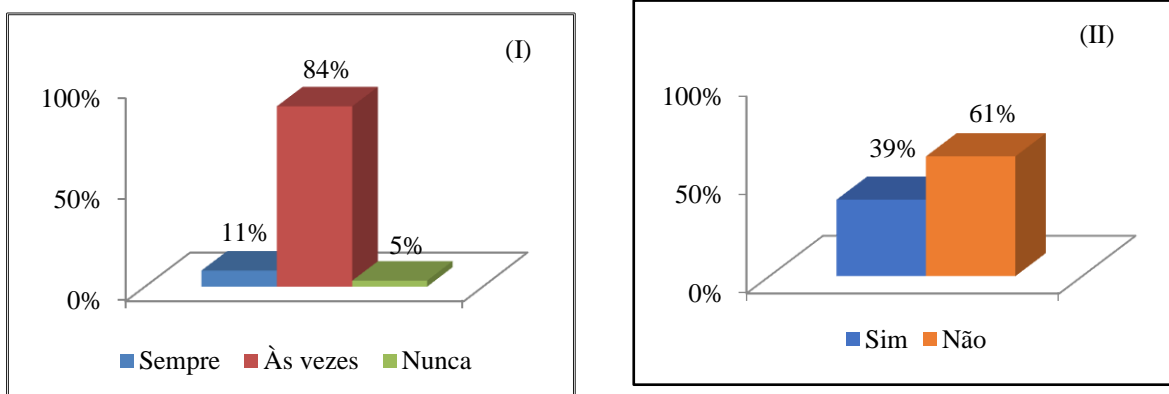 (I)
84%
100%
50%
11%
5%
0%
Sempre Às vezes Nunca
(II)
100%
61%
39%
50%
0%
Sim Não